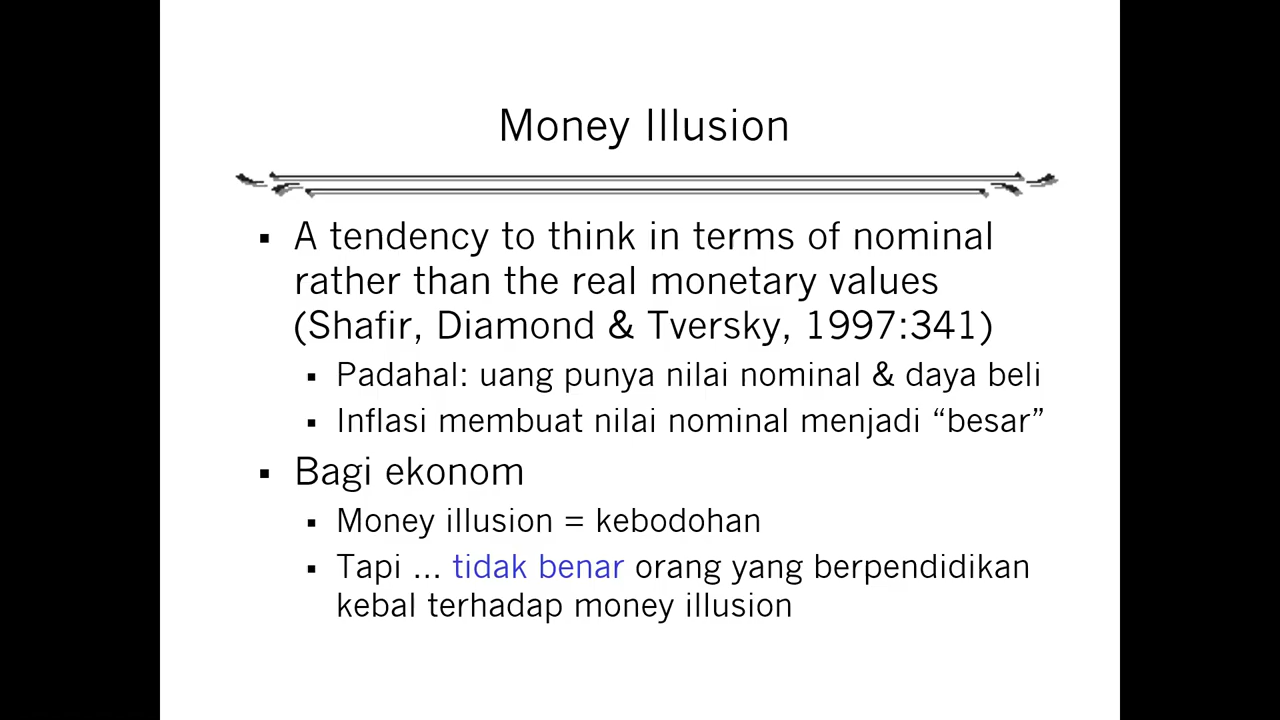 Money Illusion
▪ A tendency to think in terms of nominal
rather than the real monetary values
(Shafir, Diamond & Tversky, 1997:341)
▪ Padahal: uang punya nilai nominal & daya beli
▪ Inflasi membuat nilai nominal menjadi “besar”
▪ Bagi ekonom
▪ Money illusion = kebodohan
▪ Tapi ... tidak benar orang yang berpendidikan
kebal terhadap money illusion